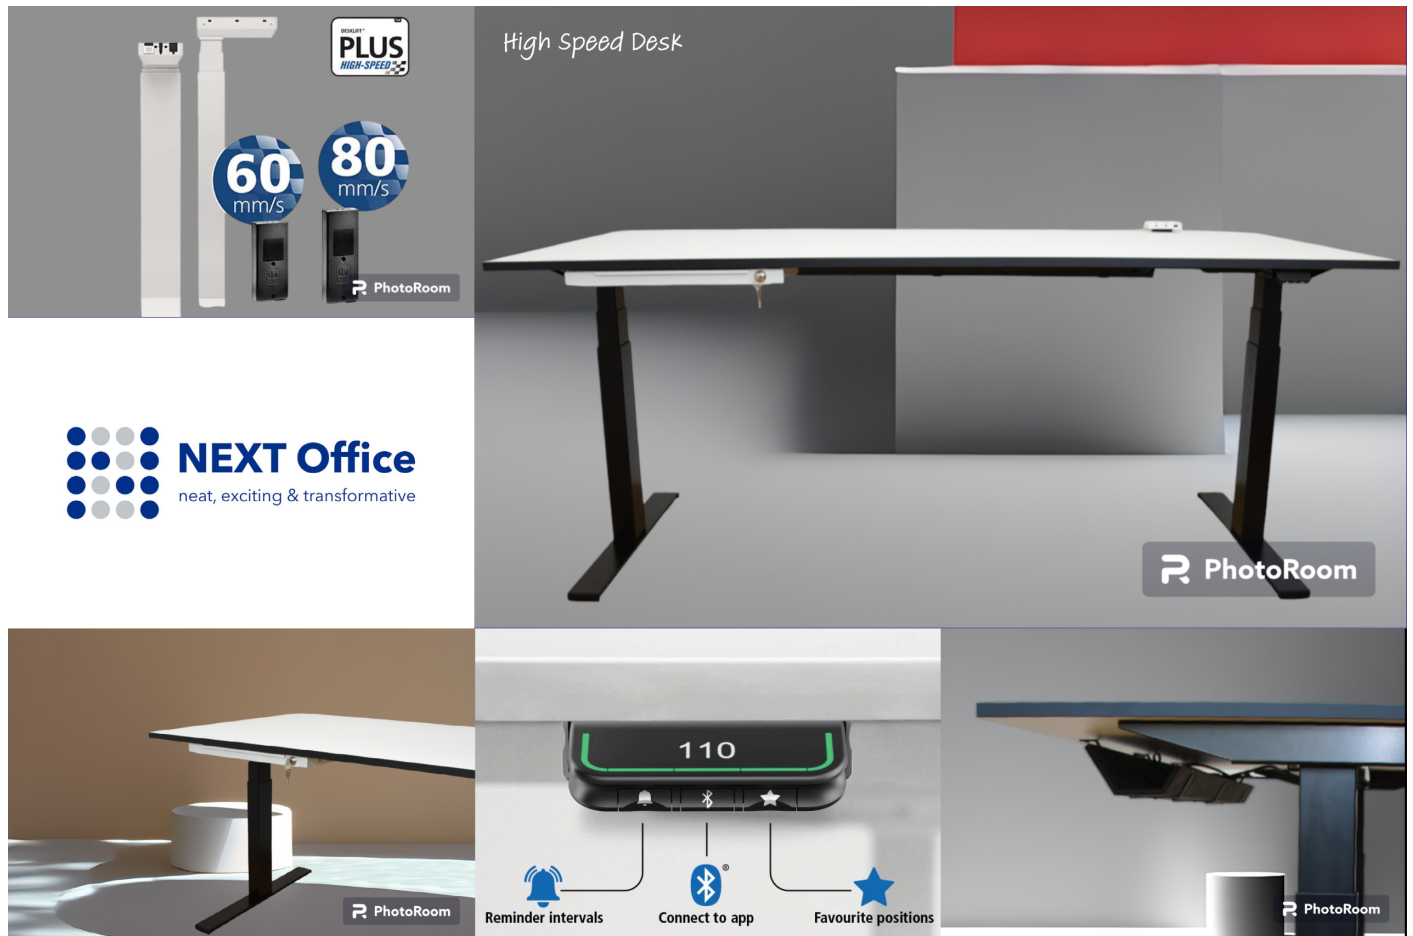 DESKLIFT™
PLUS
HIGH-SPEED
60
mm/s
80
mm/s
PhotoRoom
High Speed Desk
PhotoRoom
NEXT Office
neat, exciting & transformative
PhotoRoom
110
Reminder intervals
Connect to app
®
Favourite positions
PhotoRoom